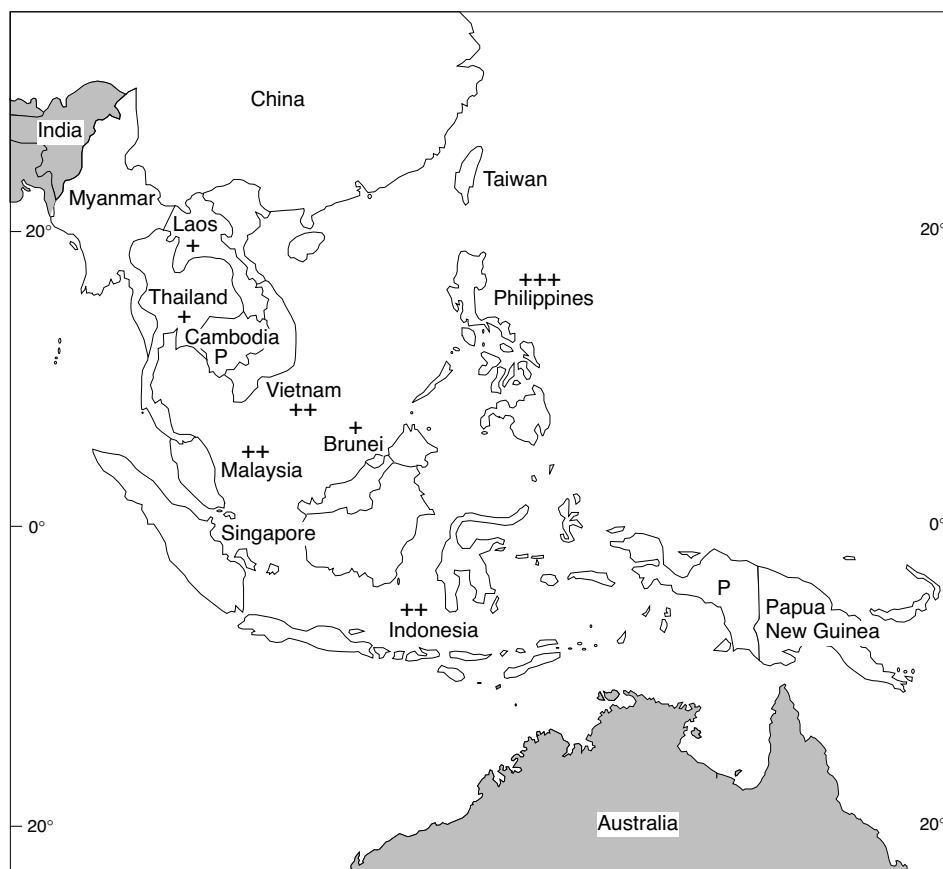 China
India
Taiwan
Myanmar
Laos
20°
20°
+
+++
Thailand
Philippines
+
Cambodia
P
Vietnam
++
+
Brunei
++
Malaysia
0°
0°
Singapore
P
++
Papua
New Guinea
Indonesia
Australia
20°
20°